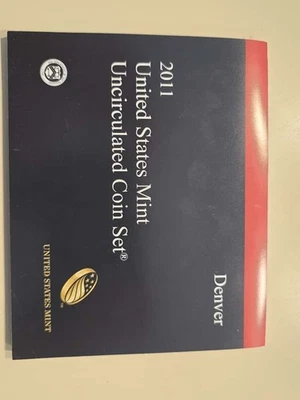 Denver
2011
United States Mint
Uncirculated Coin Set®
UNITED STATES MINT